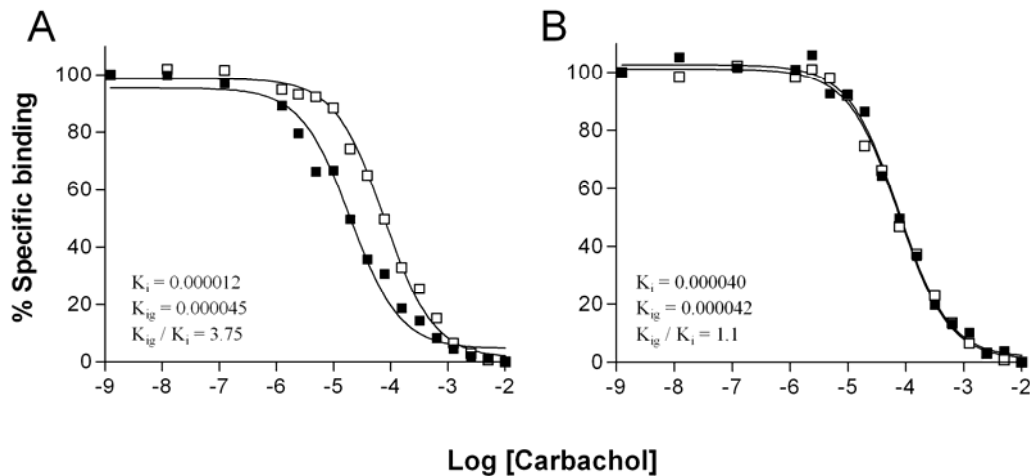 A
B
% Specific binding
100
80
60
40
20
0
Ki = 0.000012
Kig = 0.000045
Kig / Ki = 3.75
-9 -8 -7 -6 -5 -4 -3 -2
100
80
60
40
20
0
Ki = 0.000040
Kig = 0.000042
Kig / Ki = 1.1
-9 -8 -7 -6 -5 -4 -3 -2
Log [Carbachol]